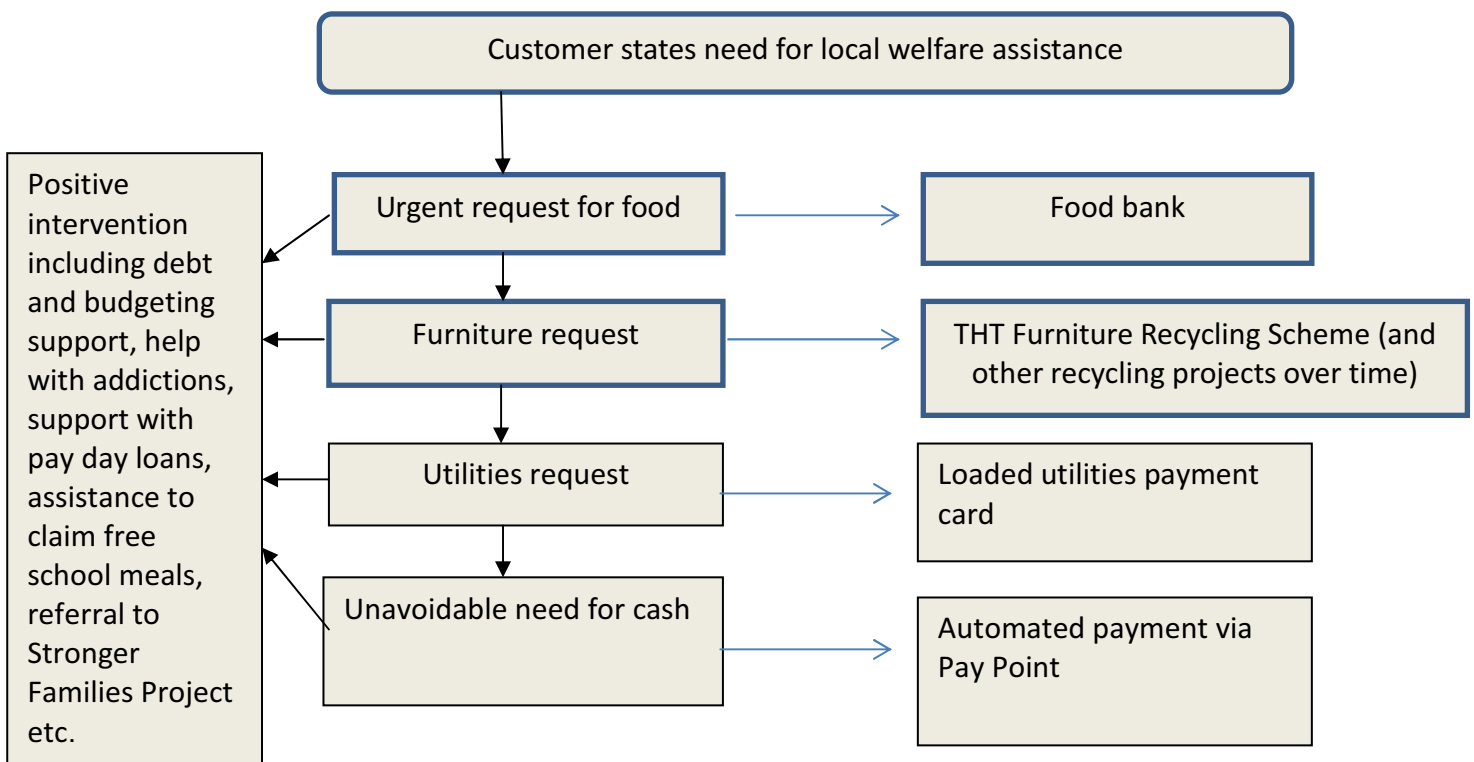 Customer states need for local welfare assistance
Positive
intervention
including debt
and budgeting
support, help
with addictions,
support with
pay day loans,
assistance to
claim free
school meals,
referral to
Stronger
Families Project
etc.
Urgent request for food
Food bank
Furniture request
THT Furniture Recycling Scheme (and
other recycling projects over time)
Utilities request
Loaded utilities payment
card
Unavoidable need for cash
Automated payment via
Pay Point